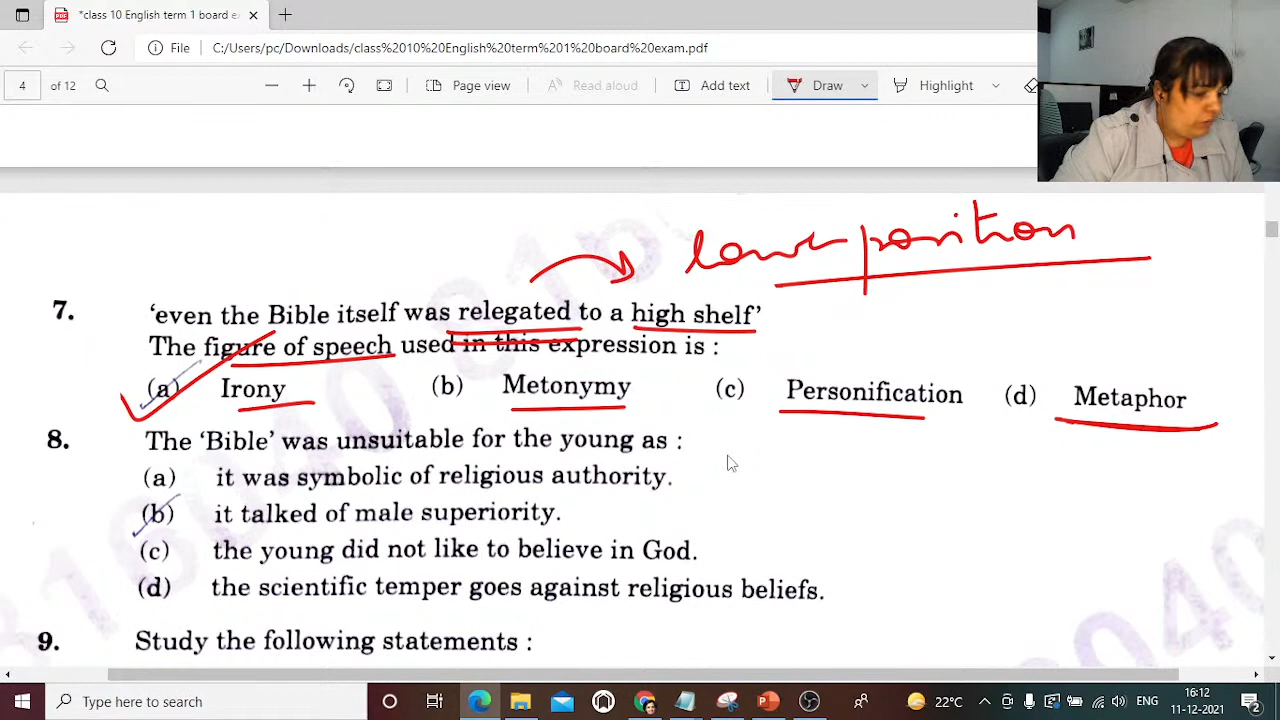 *class 10 English term 1 board e
File
C:/Users/pc/Downloads/class%2010%20English%20term%201%20board%20exam.pdf
4 of 12
Page view
Read aloud
Add text
Draw
Highlight
lower position
7. 'even the Bible itself was relegated to a high shelf'
The figure of speech used in this expression is :
(a) Irony (b) Metonymy (c) Personification (d) Metaphor
8. The 'Bible' was unsuitable for the young as :
(a) it was symbolic of religious authority.
(b) it talked of male superiority.
(c) the young did not like to believe in God.
(d) the scientific temper goes against religious beliefs.
9. Study the following statements :
Type here to search
22°C
ENG
16:12
11-12-2021
2